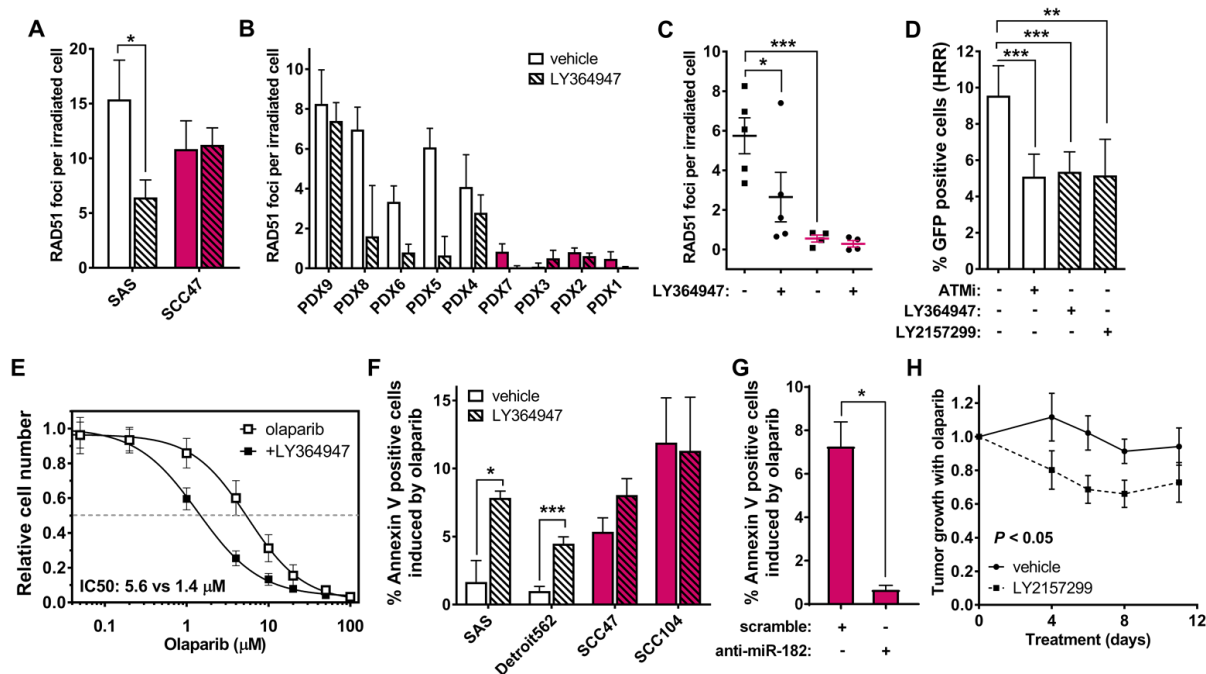 A
RAD51 foci per irradiated cell
20
15
10
5
0
*
SAS
SCC47
B
RAD51 foci per irradiated cell
8
6
4
2
0
vehicle
LY364947
PDX9
PDX8
PDX6
PDX5
PDX4
PDX7
PDX3
PDX2
PDX1
C
RAD51 foci per irradiated cell
10
8
6
4
2
0
***
*
LY364947: - + - +
D
% GFP positive cells (HRR)
12
10
8
6
4
2
0
**
***
***
ATMi: - + - -
LY364947: - - + -
LY2157299: - - - +
E
Relative cell number
1.0
0.8
0.6
0.4
0.2
0.0
olaparib
+LY364947
IC50: 5.6 vs 1.4 μM
0.1 1 10 100
Olaparib (μM)
F
% Annexin V positive cells
induced by olaparib
15
10
5
0
vehicle
LY364947
*
***
SAS
Detroit562
SCC47
SCC104
G
% Annexin V positive cells
induced by olaparib
10
8
6
4
2
0
*
scramble: + -
anti-miR-182: - +
H
Tumor growth with olaparib
1.2
1.0
0.8
0.6
0.4
0.2
0.0
P < 0.05
vehicle
LY2157299
0 4 8 12
Treatment (days)